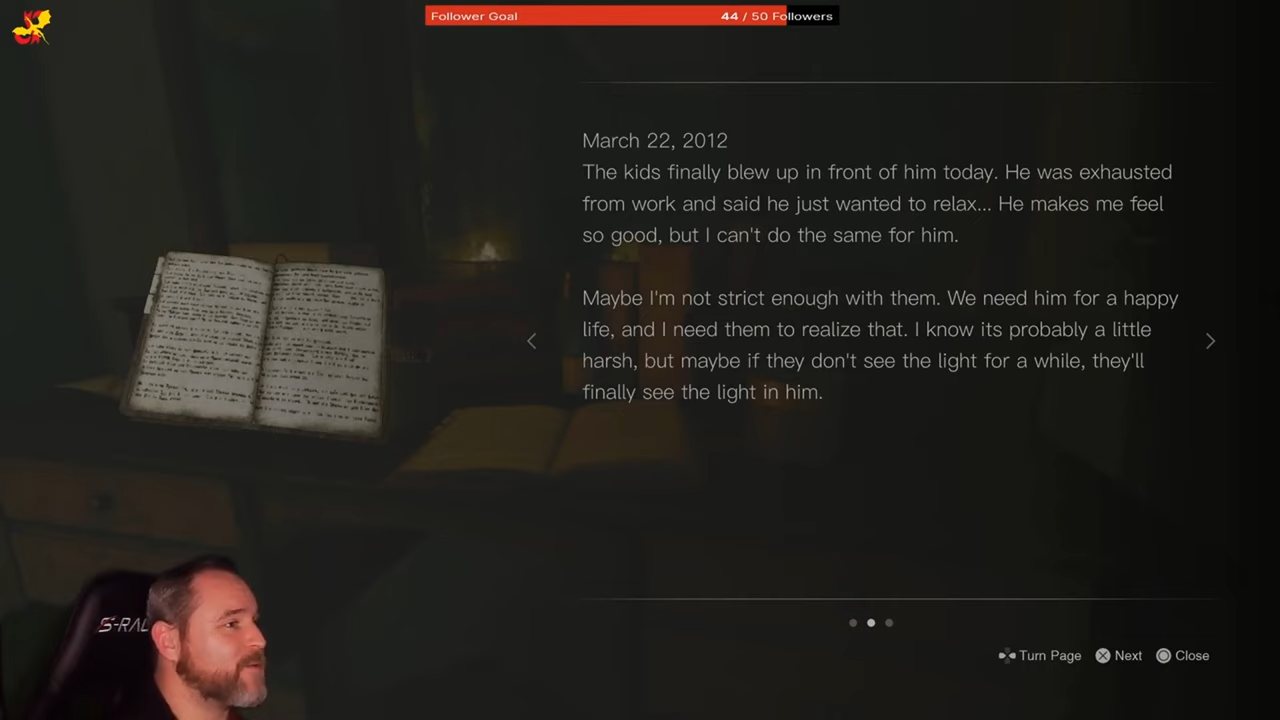 Follower Goal 44 / 50 Followers
March 22, 2012
The kids finally blew up in front of him today. He was exhausted
from work and said he just wanted to relax... He makes me feel
so good, but I can't do the same for him.
Maybe I'm not strict enough with them. We need him for a happy
life, and I need them to realize that. I know its probably a little
harsh, but maybe if they don't see the light for a while, they'll
finally see the light in him.
Turn Page Next Close